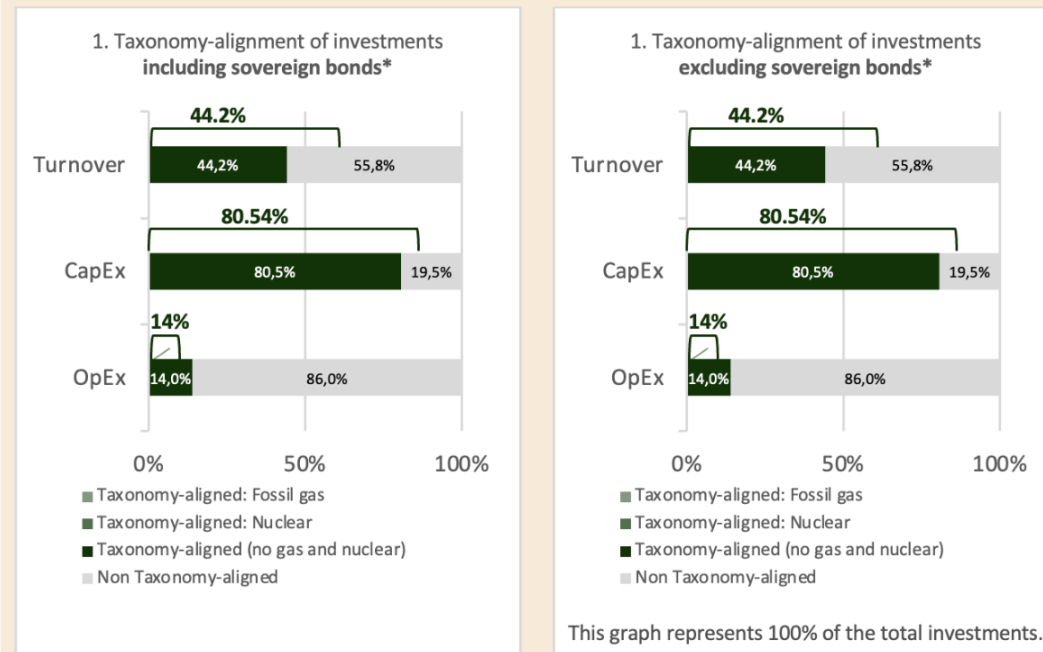 1. Taxonomy-alignment of investments
including sovereign bonds*
44.2%
Turnover
44,2%
55,8%
80.54%
CapEx
80,5%
19,5%
14%
OpEx
14,0%
86,0%
0%
50%
100%
Taxonomy-aligned: Fossil gas
Taxonomy-aligned: Nuclear
Taxonomy-aligned (no gas and nuclear)
Non Taxonomy-aligned
1. Taxonomy-alignment of investments
excluding sovereign bonds*
44.2%
Turnover
44,2%
55,8%
80.54%
CapEx
80,5%
19,5%
14%
OpEx
14,0%
86,0%
0%
50%
100%
Taxonomy-aligned: Fossil gas
Taxonomy-aligned: Nuclear
Taxonomy-aligned (no gas and nuclear)
Non Taxonomy-aligned
This graph represents 100% of the total investments.